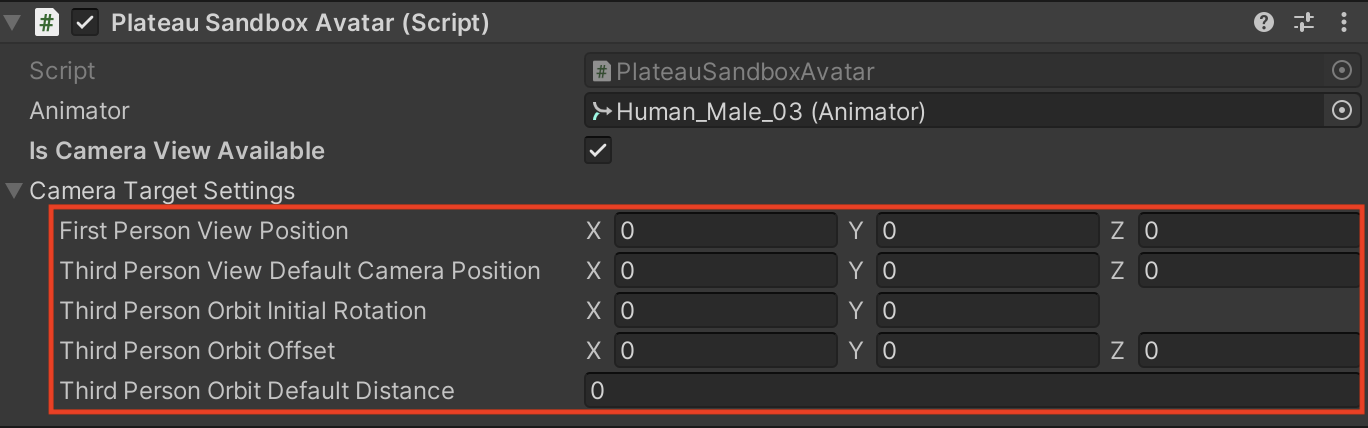 # Plateau Sandbox Avatar (Script)
Script # PlateauSandboxAvatar
Animator Human_Male_03 (Animator)
Is Camera View Available
Camera Target Settings
First Person View Position X 0 Y 0 Z 0
Third Person View Default Camera Position X 0 Y 0 Z 0
Third Person Orbit Initial Rotation X 0 Y 0
Third Person Orbit Offset X 0 Y 0 Z 0
Third Person Orbit Default Distance 0